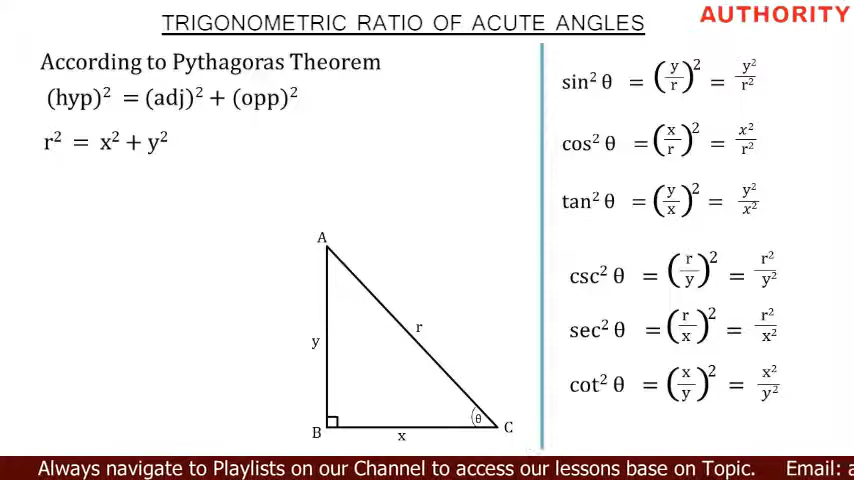 TRIGONOMETRIC RATIO OF ACUTE ANGLES
AUTHORITY
According to Pythagoras Theorem
(hyp)² = (adj)² + (opp)²
r² = x² + y²
A
y
r
θ
B
x
C
sin² θ = (y/r)² = y²/r²
cos² θ = (x/r)² = x²/r²
tan² θ = (y/x)² = y²/x²
csc² θ = (r/y)² = r²/y²
sec² θ = (r/x)² = r²/x²
cot² θ = (x/y)² = x²/y²
Always navigate to Playlists on our Channel to access our lessons base on Topic. Email: a